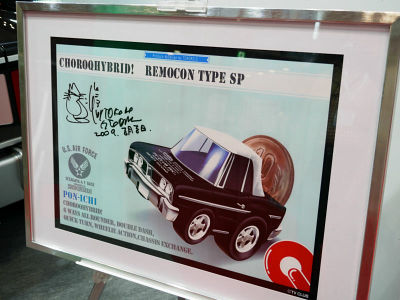 CHOROQHYBRID! REMOCON TYPE SP
2009.
U.S. AIR FORCE
PON-ICHI
CHOROQHYBRID!
6 WAYS ALL-ROUNDER, DOUBLE DASH,
QUICK TURN, WHEELIE ACTION, CHASSIS EXCHANGE.